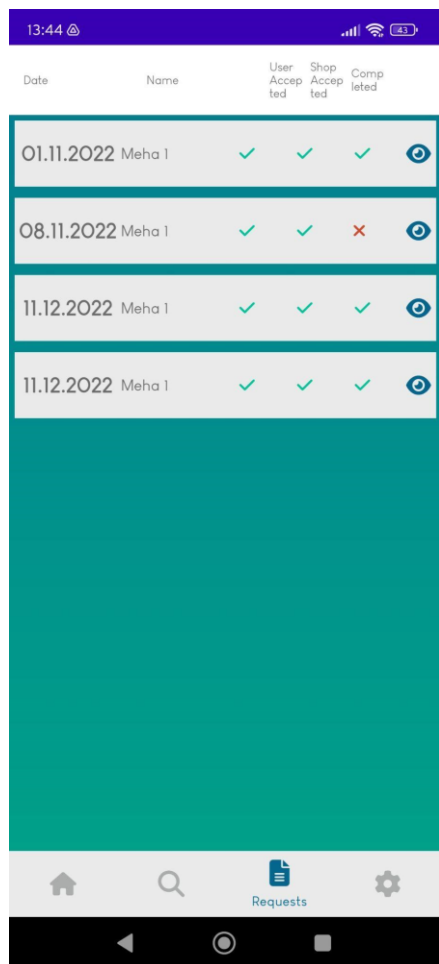 13:44 43
Date Name User Accep ted Shop Accep ted Comp leted
01.11.2022 Meha 1
08.11.2022 Meha 1
11.12.2022 Meha 1
11.12.2022 Meha 1
Requests